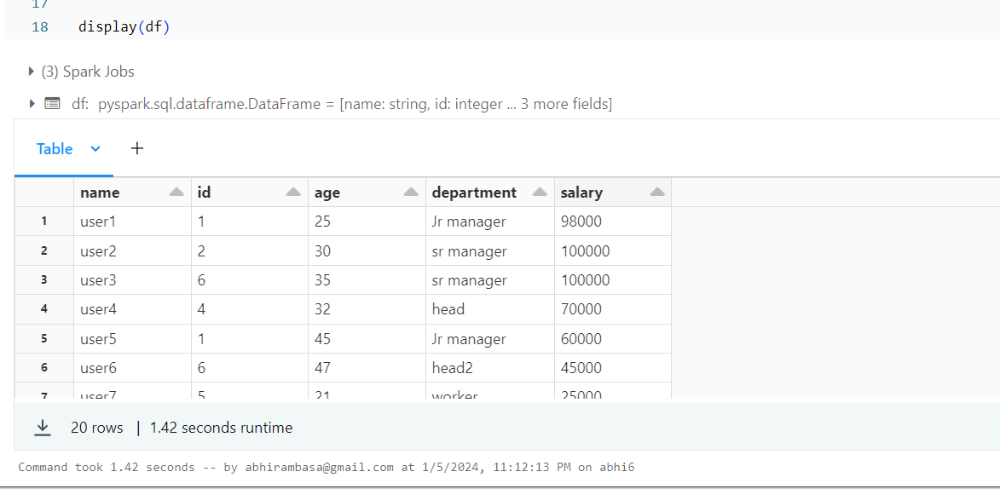 17
18 display(df)
(3) Spark Jobs
df: pyspark.sql.dataframe.DataFrame = [name: string, id: integer ... 3 more fields]
Table +
name id age department salary
1 user1 1 25 Jr manager 98000
2 user2 2 30 sr manager 100000
3 user3 6 35 sr manager 100000
4 user4 4 32 head 70000
5 user5 1 45 Jr manager 60000
6 user6 6 47 head2 45000
7 user7 5 21 worker 25000
20 rows | 1.42 seconds runtime
Command took 1.42 seconds -- by abhirambasa@gmail.com at 1/5/2024, 11:12:13 PM on abhi6